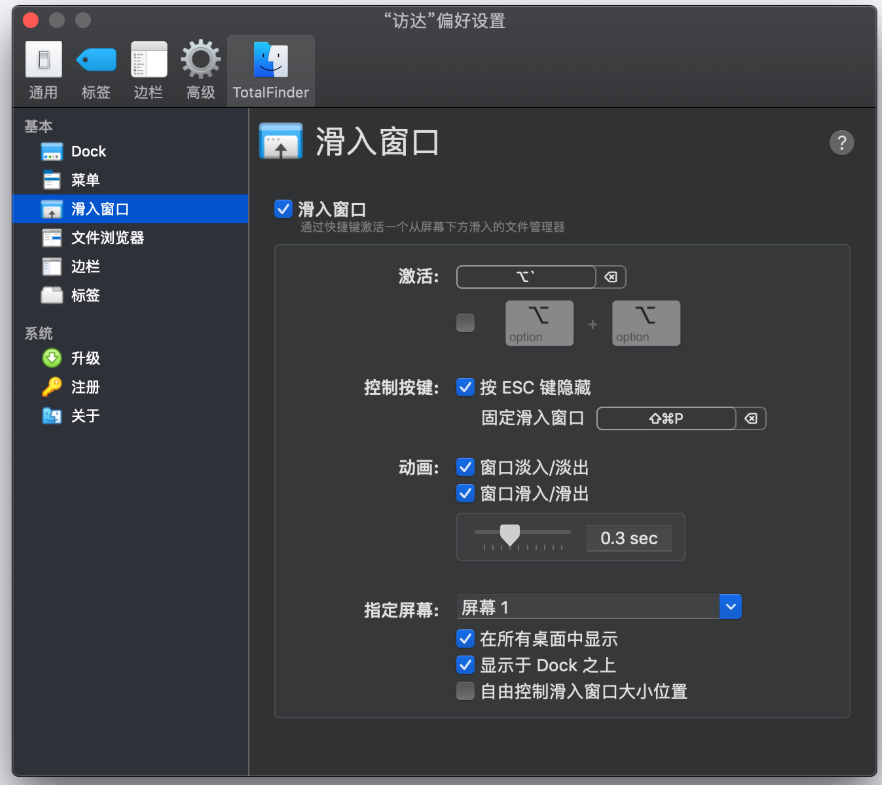 “访达”偏好设置
通用 标签 边栏 高级 TotalFinder
基本
Dock
菜单
滑入窗口
文件浏览器
边栏
标签
系统
升级
注册
关于
滑入窗口
?
滑入窗口
通过快捷键激活一个从屏幕下方滑入的文件管理器
激活: ⌥`
⌥ option + ⌥ option
控制按键: 按 ESC 键隐藏
固定滑入窗口 ⇧⌘P
动画: 窗口淡入/淡出
窗口滑入/滑出
0.3 sec
指定屏幕: 屏幕 1
在所有桌面中显示
显示于 Dock 之上
自由控制滑入窗口大小位置